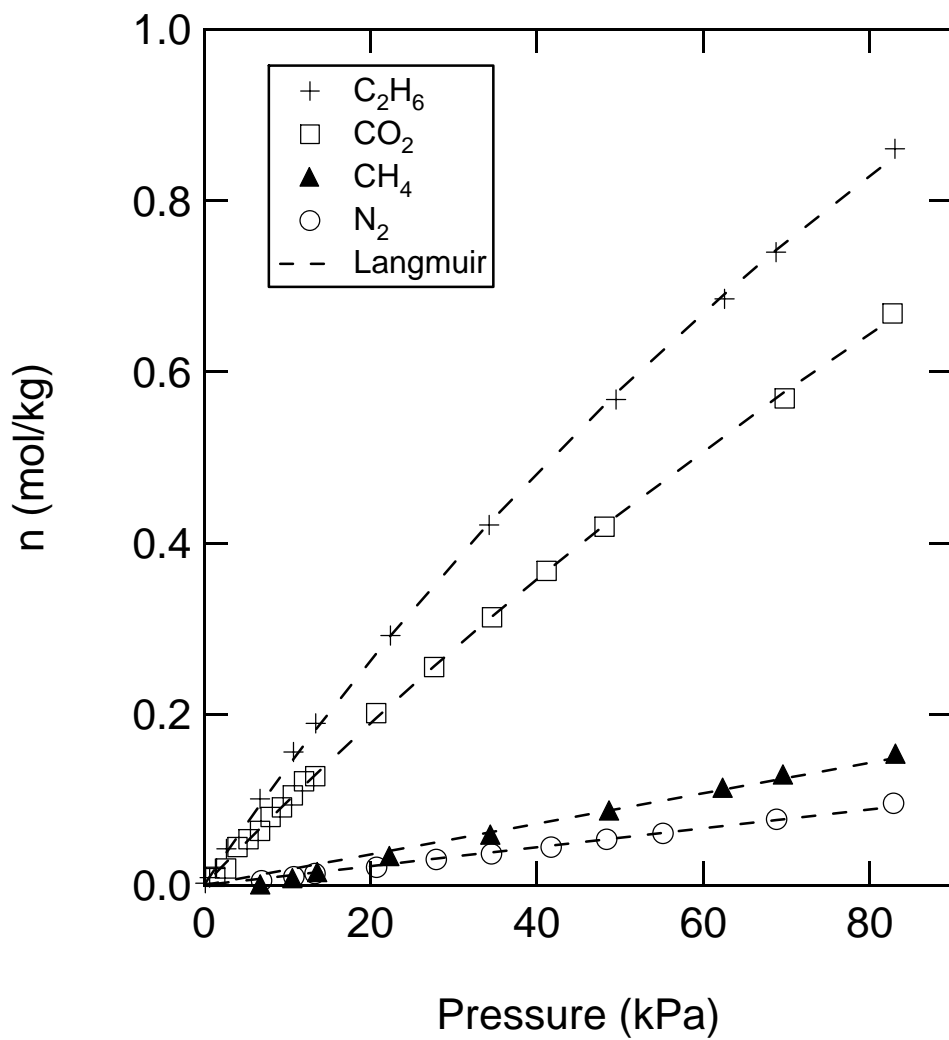 1.0
C₂H₆
CO₂
CH₄
N₂
Langmuir
0.8
0.6
n (mol/kg)
0.4
0.2
0.0
0 20 40 60 80
Pressure (kPa)